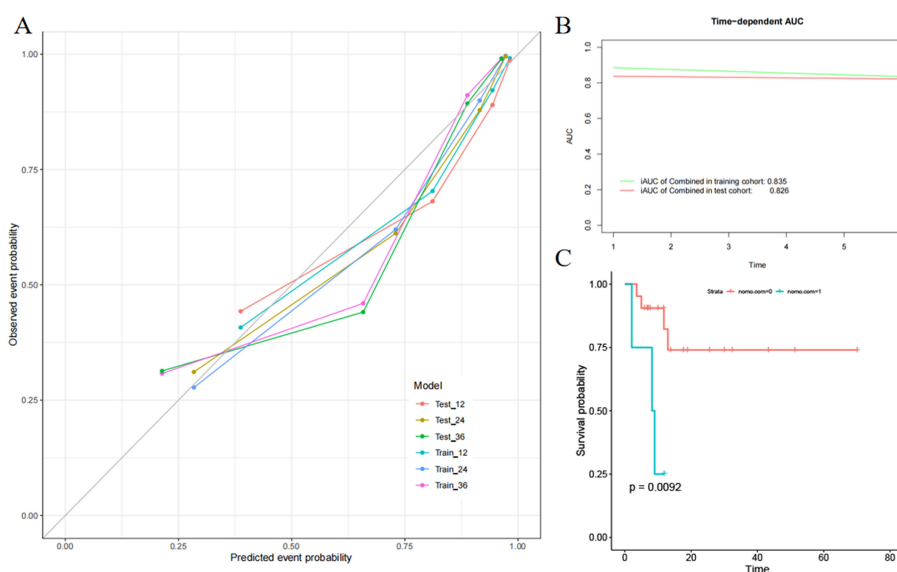 A
1.00
0.75
0.50
0.25
0.00
Observed event probability
0.00 0.25 0.50 0.75 1.00
Predicted event probability
Model
Test_12
Test_24
Test_36
Train_12
Train_24
Train_36
B
Time-dependent AUC
1.0
0.8
0.6
0.4
0.2
0.0
AUC
iAUC of Combined in training cohort: 0.835
iAUC of Combined in test cohort: 0.826
1 2 3 4 5
Time
C
Strata nomo.com=0 nomo.com=1
1.00
0.75
0.50
0.25
0.00
Survival probability
p = 0.0092
0 20 40 60 80
Time